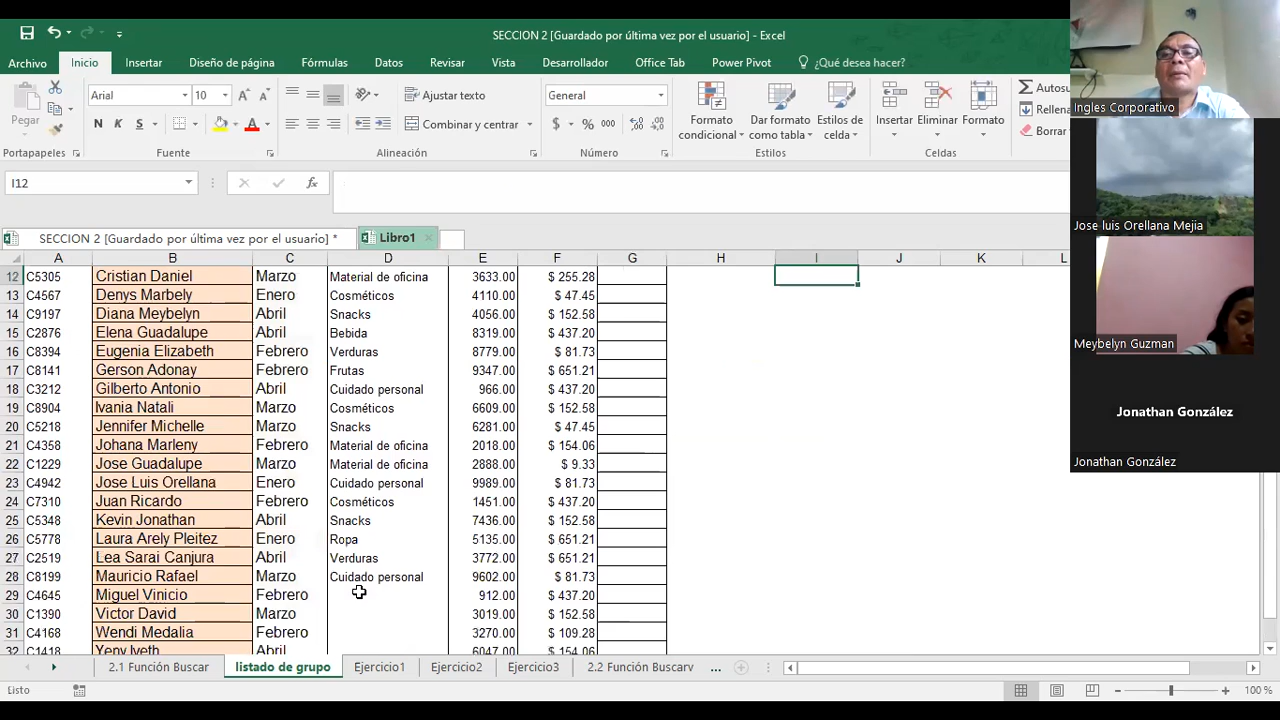 SECCION 2 [Guardado por última vez por el usuario] - Excel
Archivo Inicio Insertar Diseño de página Fórmulas Datos Revisar Vista Desarrollador Office Tab Power Pivot ¿Qué desea hacer?
Pegar
Arial 10
N K S
Ajustar texto
Combinar y centrar
General
$ % 000
Formato condicional
Dar formato como tabla
Estilos de celda
Insertar Eliminar Formato
Autosu
Rellena
Borrar
Portapapeles Fuente Alineación Número Estilos Celdas
I12 fx
SECCION 2 [Guardado por última vez por el usuario] * Libro1
A B C D E F G H I J K L
12 C5305 Cristian Daniel Marzo Material de oficina 3633.00 $ 255.28
13 C4567 Denys Marbely Enero Cosméticos 4110.00 $ 47.45
14 C9197 Diana Meybelyn Abril Snacks 4056.00 $ 152.58
15 C2876 Elena Guadalupe Abril Bebida 8319.00 $ 437.20
16 C8394 Eugenia Elizabeth Febrero Verduras 8779.00 $ 81.73
17 C8141 Gerson Adonay Febrero Frutas 9347.00 $ 651.21
18 C3212 Gilberto Antonio Abril Cuidado personal 966.00 $ 437.20
19 C8904 Ivania Natali Marzo Cosméticos 6609.00 $ 152.58
20 C5218 Jennifer Michelle Marzo Snacks 6281.00 $ 47.45
21 C4358 Johana Marleny Febrero Material de oficina 2018.00 $ 154.06
22 C1229 Jose Guadalupe Marzo Material de oficina 2888.00 $ 9.33
23 C4942 Jose Luis Orellana Enero Cuidado personal 9989.00 $ 81.73
24 C7310 Juan Ricardo Febrero Cosméticos 1451.00 $ 437.20
25 C5348 Kevin Jonathan Abril Snacks 7436.00 $ 152.58
26 C5778 Laura Arely Pleitez Enero Ropa 5135.00 $ 651.21
27 C2519 Lea Sarai Canjura Abril Verduras 3772.00 $ 651.21
28 C8199 Mauricio Rafael Marzo Cuidado personal 9602.00 $ 81.73
29 C4645 Miguel Vinicio Febrero 912.00 $ 437.20
30 C1390 Victor David Marzo 3019.00 $ 152.58
31 C4168 Wendi Medalia Febrero 3270.00 $ 109.28
32 C1418 Yeny Iveth Abril 6047.00 $ 154.06
2.1 Función Buscar listado de grupo Ejercicio1 Ejercicio2 Ejercicio3 2.2 Función Buscarv ...
Listo 100 %
Ingles Corporativo
Jose luis Orellana Mejia
Meybelyn Guzman
Jonathan González
Jonathan González